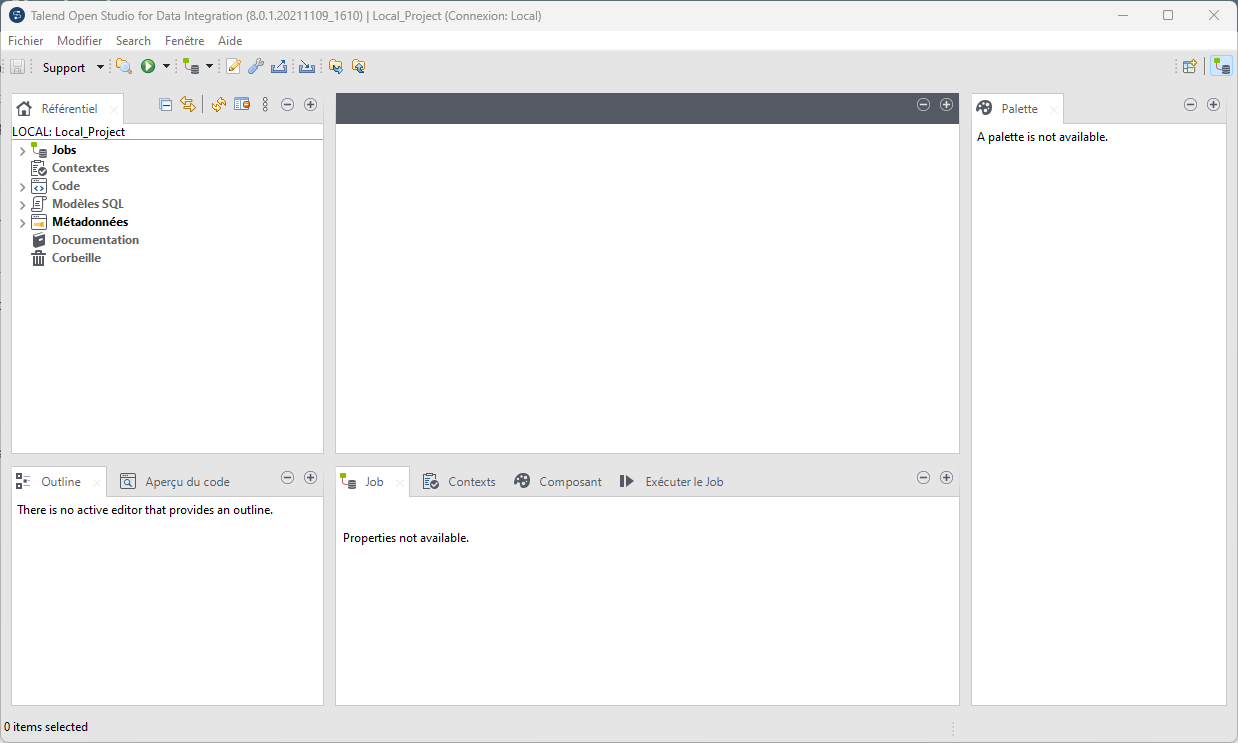 Talend Open Studio for Data Integration (8.0.1.20211109_1610) | Local_Project (Connexion: Local)
Fichier Modifier Search Fenêtre Aide
Support
Référentiel
LOCAL: Local_Project
Jobs
Contextes
Code
Modèles SQL
Métadonnées
Documentation
Corbeille
Palette
A palette is not available.
Outline Aperçu du code
There is no active editor that provides an outline.
Job Contexts Composant Exécuter le Job
Properties not available.
0 items selected